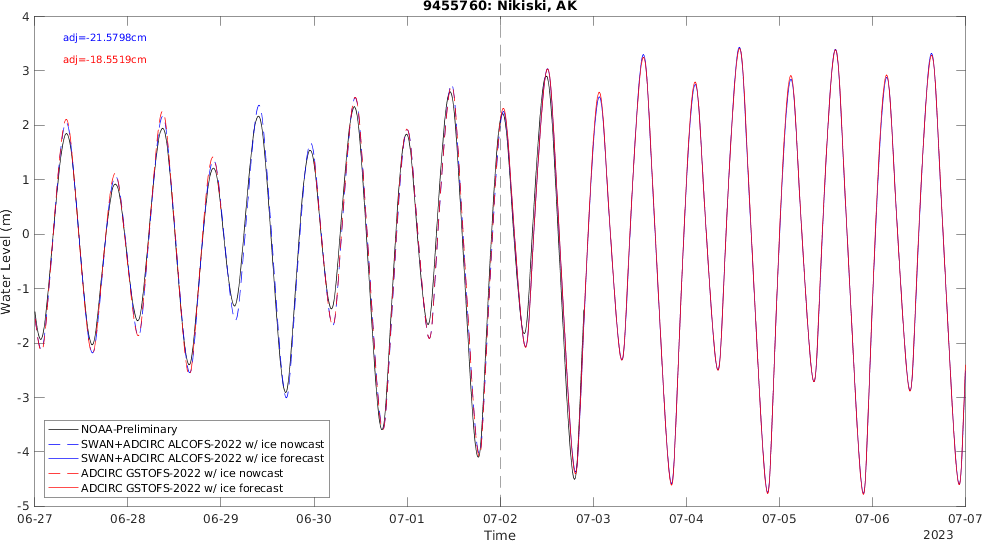 9455760: Nikiski, AK
adj=-21.5798cm
adj=-18.5519cm
Water Level (m)
4
3
2
1
0
-1
-2
-3
-4
-5
NOAA-Preliminary
SWAN+ADCIRC ALCOFS-2022 w/ ice nowcast
SWAN+ADCIRC ALCOFS-2022 w/ ice forecast
ADCIRC GSTOFS-2022 w/ ice nowcast
ADCIRC GSTOFS-2022 w/ ice forecast
06-27 06-28 06-29 06-30 07-01 07-02 07-03 07-04 07-05 07-06 07-07
Time
2023